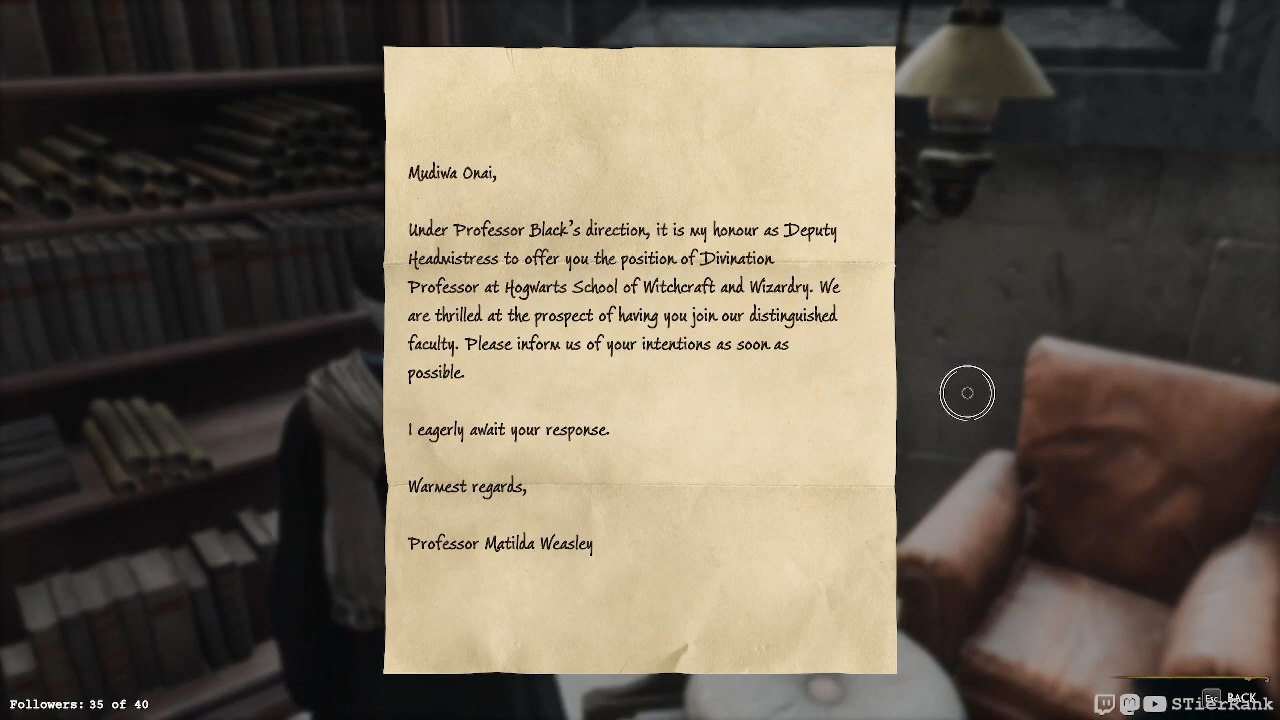 Mudiwa Onai,
Under Professor Black's direction, it is my honour as Deputy
Headmistress to offer you the position of Divination
Professor at Hogwarts School of Witchcraft and Wizardry. We
are thrilled at the prospect of having you join our distinguished
faculty. Please inform us of your intentions as soon as
possible.
I eagerly await your response.
Warmest regards,
Professor Matilda Weasley
Followers: 35 of 40
Esc BACK
STierRank